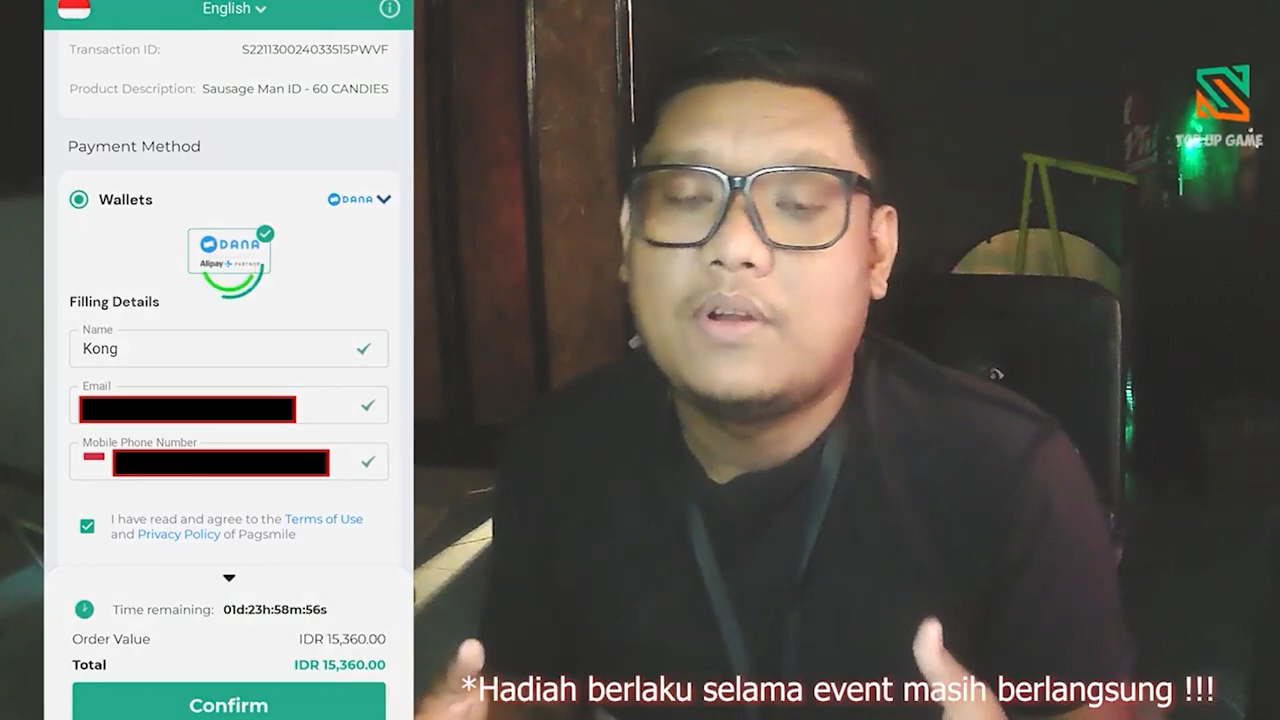 English
Transaction ID: S221130024033515PWVF
Product Description: Sausage Man ID - 60 CANDIES
Payment Method
Wallets DANA
DANA
Alipay+ PARTNER
Filling Details
Name
Kong
Email
Mobile Phone Number
I have read and agree to the Terms of Use
and Privacy Policy of Pagsmile
Time remaining: 01d:23h:58m:56s
Order Value IDR 15,360.00
Total IDR 15,360.00
Confirm
TOP UP GAME
*Hadiah berlaku selama event masih berlangsung !!!